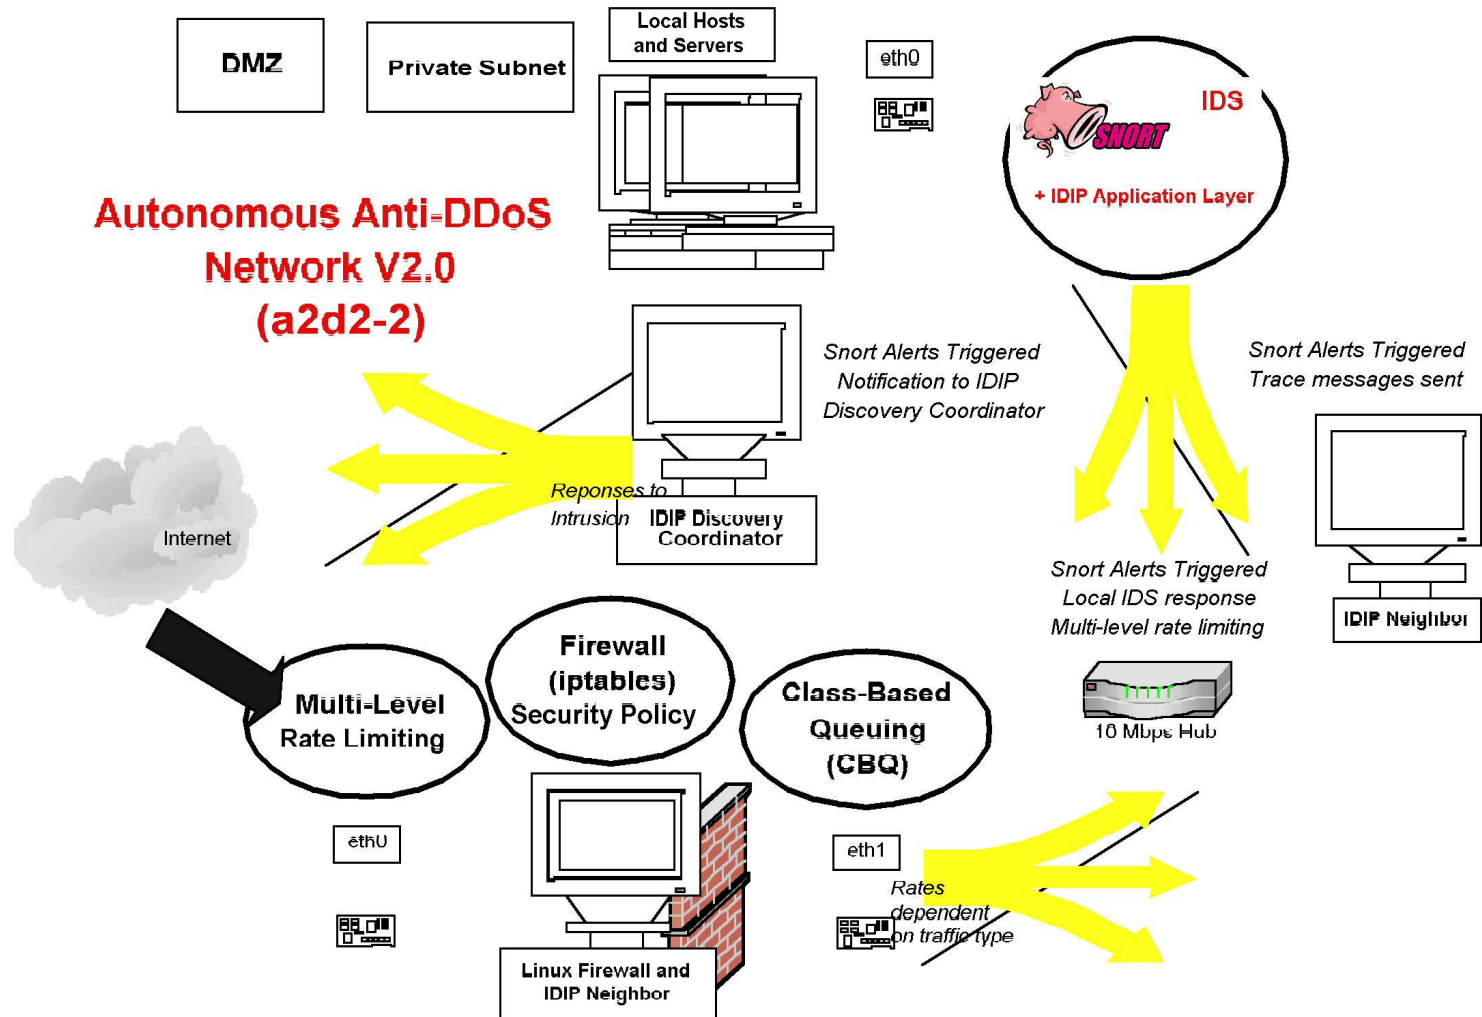 DMZ
Private Subnet
Local Hosts
and Servers
eth0
IDS
SNORT
+ IDIP Application Layer
Autonomous Anti-DDoS
Network V2.0
(a2d2-2)
Snort Alerts Triggered
Notification to IDIP
Discovery Coordinator
Snort Alerts Triggered
Trace messages sent
Reponses to
Intrusion
IDIP Discovery
Coordinator
Internet
Snort Alerts Triggered
Local IDS response
Multi-level rate limiting
IDIP Neighbor
Multi-Level
Rate Limiting
Firewall
(iptables)
Security Policy
Class-Based
Queuing
(CBQ)
10 Mbps Hub
eth0
eth1
Rates
dependent
on traffic type
Linux Firewall and
IDIP Neighbor